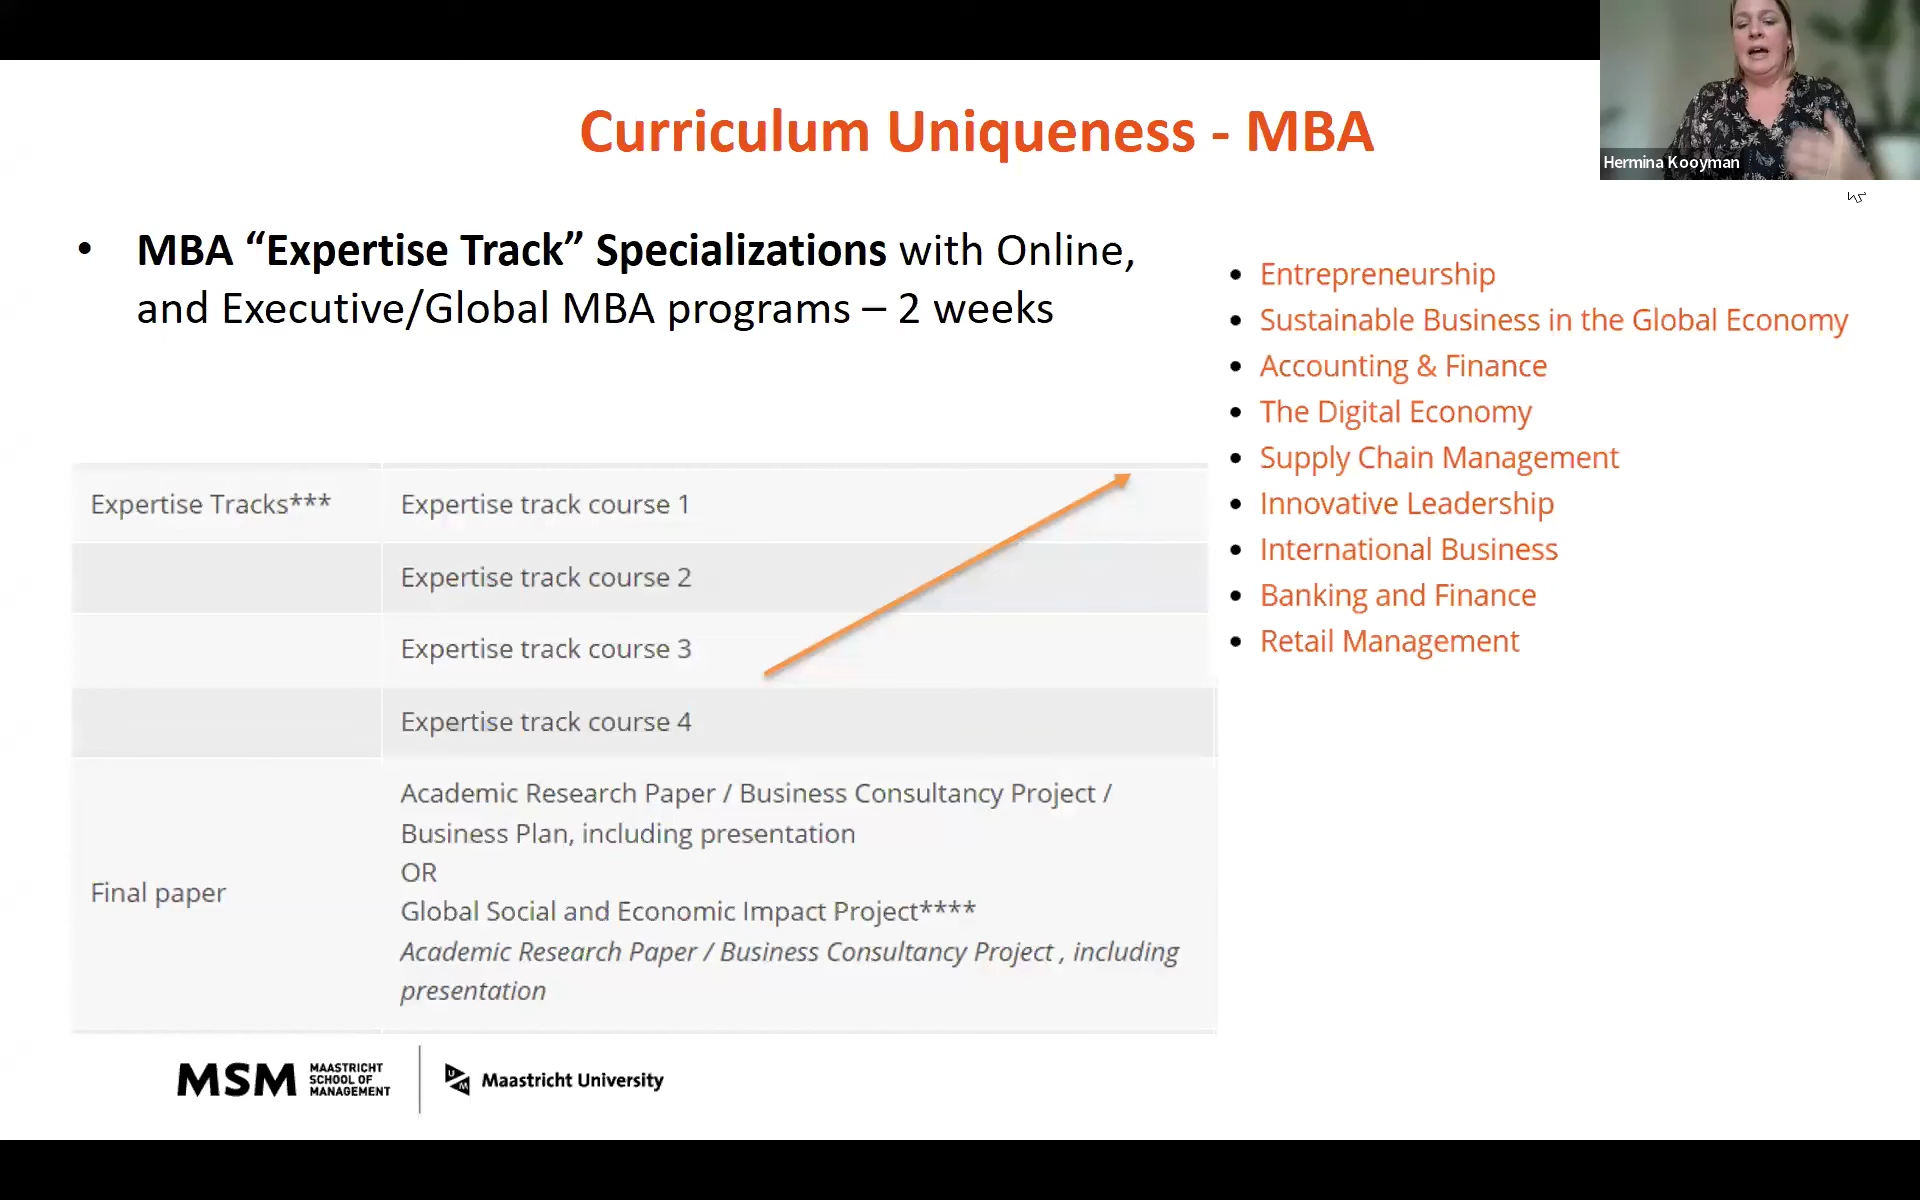 Curriculum Uniqueness - MBA
Hermina Kooyman
• MBA “Expertise Track” Specializations with Online,
and Executive/Global MBA programs – 2 weeks
• Entrepreneurship
• Sustainable Business in the Global Economy
• Accounting & Finance
• The Digital Economy
• Supply Chain Management
• Innovative Leadership
• International Business
• Banking and Finance
• Retail Management
Expertise Tracks*** Expertise track course 1
Expertise track course 2
Expertise track course 3
Expertise track course 4
Final paper
Academic Research Paper / Business Consultancy Project /
Business Plan, including presentation
OR
Global Social and Economic Impact Project****
Academic Research Paper / Business Consultancy Project , including
presentation
MSM
MAASTRICHT
SCHOOL OF
MANAGEMENT
UM
Maastricht University